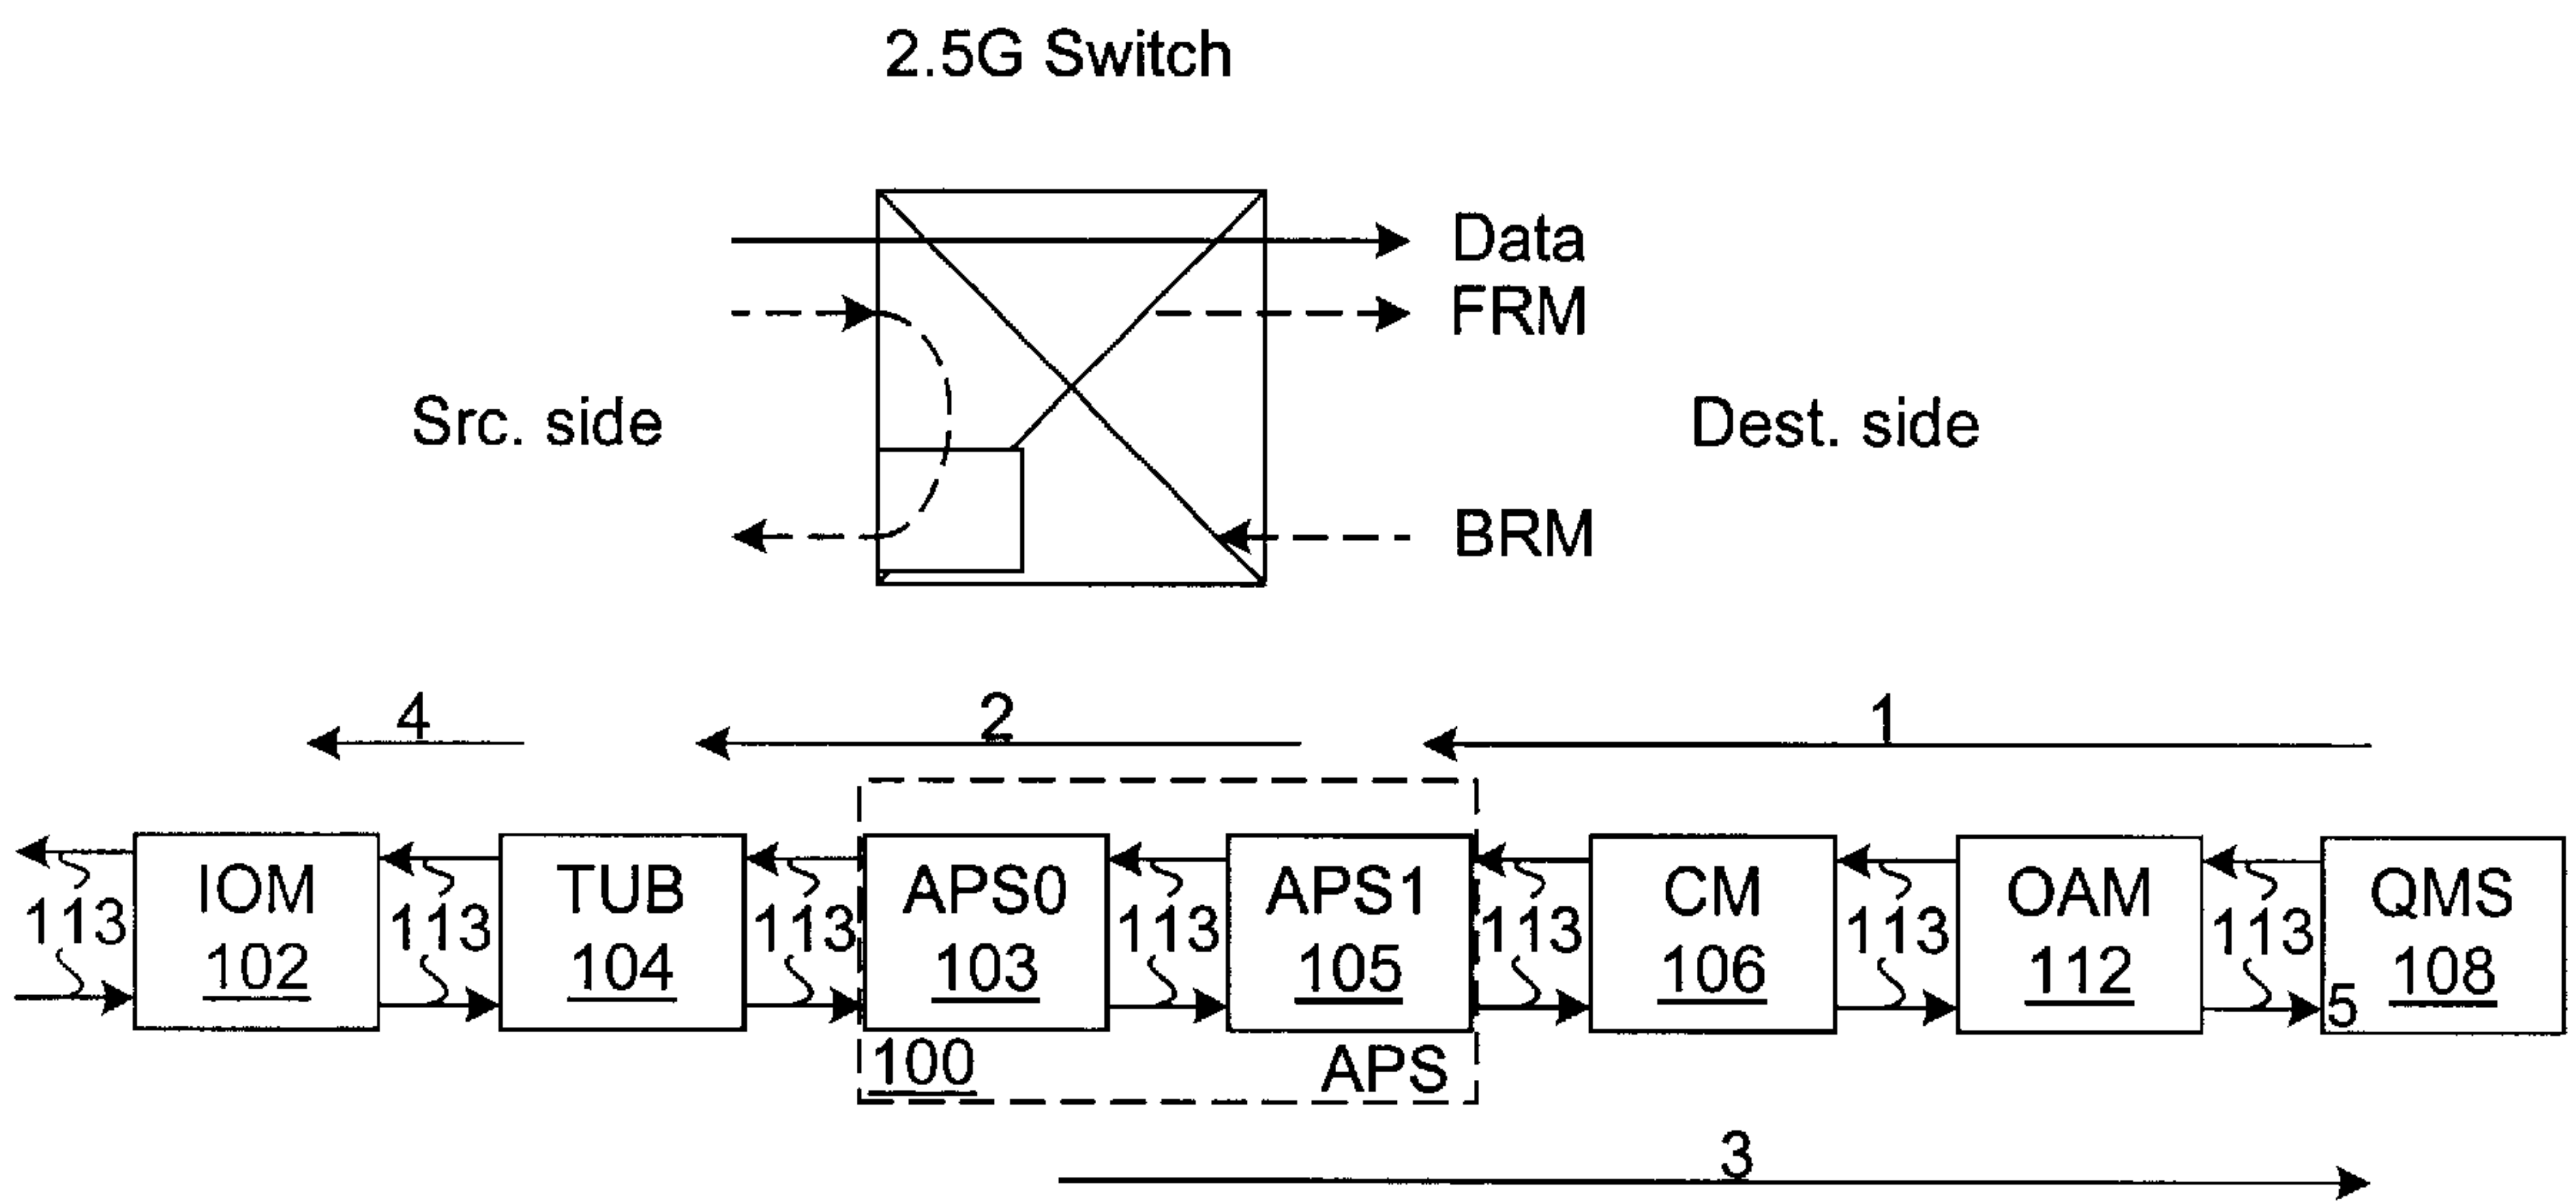 2.5G Switch
Data
FRM
Src. side
Dest. side
BRM
4
2
1
IOM
102
TUB
104
APS0
103
APS1
105
CM
106
OAM
112
QMS
108
113
113
113
113
113
113
113
5
100
APS
3